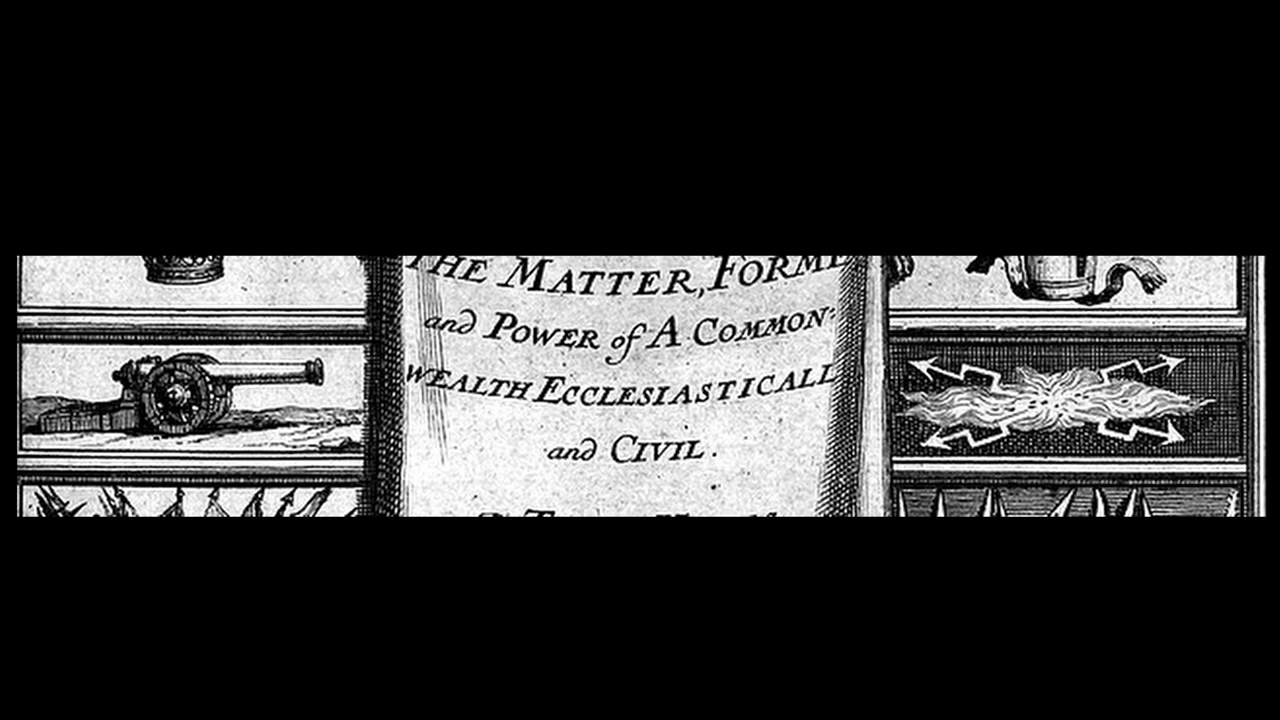 THE MATTER, FORME
and POWER of A COMMON-
WEALTH ECCLESIASTICALL
and CIVIL.